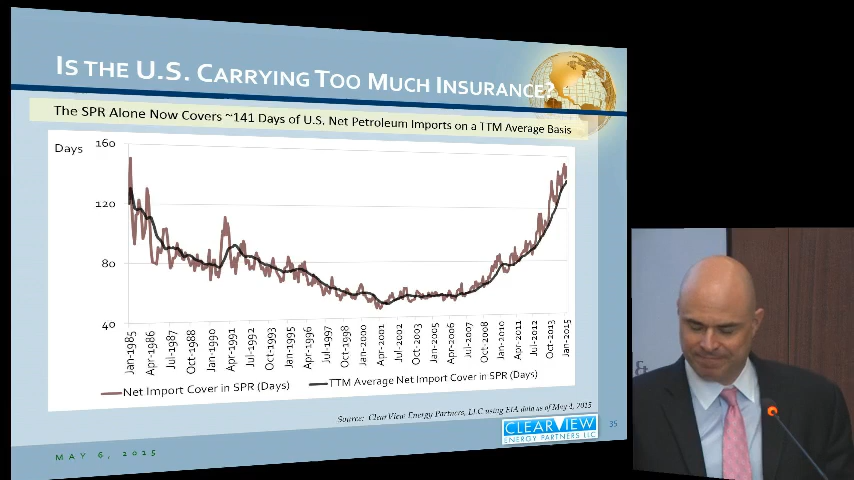 IS THE U.S. CARRYING TOO MUCH INSURANCE?
The SPR Alone Now Covers ~141 Days of U.S. Net Petroleum Imports on a TTM Average Basis
Days
160
120
80
40
Jan-1985
Apr-1986
Jul-1987
Oct-1988
Jan-1990
Apr-1991
Jul-1992
Oct-1993
Jan-1995
Apr-1996
Jul-1997
Oct-1998
Jan-2000
Apr-2001
Jul-2002
Oct-2003
Jan-2005
Apr-2006
Jul-2007
Oct-2008
Jan-2010
Apr-2011
Jul-2012
Oct-2013
Jan-2015
Net Import Cover in SPR (Days)
TTM Average Net Import Cover in SPR (Days)
Source: ClearView Energy Partners, LLC using EIA data as of May 4, 2015
CLEARVIEW
ENERGY PARTNERS LLC
35
MAY 6, 2015
&